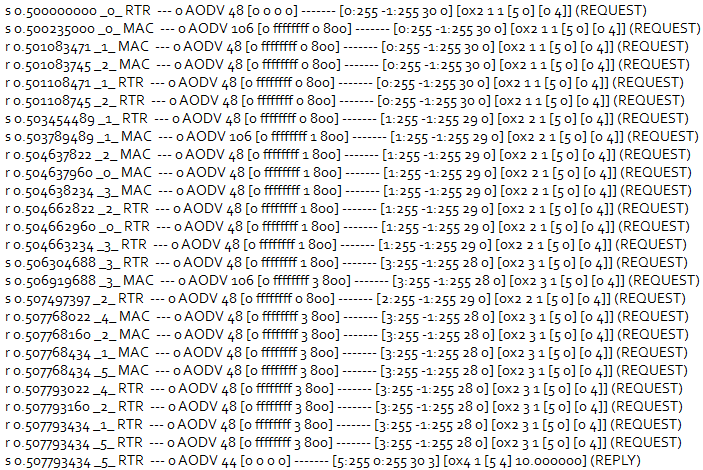 s 0.500000000 _0_ RTR --- 0 AODV 48 [0 0 0 0] ------- [0:255 -1:255 30 0] [0x2 1 1 [5 0] [0 4]] (REQUEST)
s 0.500235000 _0_ MAC --- 0 AODV 106 [0 ffffffff 0 800] ------- [0:255 -1:255 30 0] [0x2 1 1 [5 0] [0 4]] (REQUEST)
r 0.501083471 _1_ MAC --- 0 AODV 48 [0 ffffffff 0 800] ------- [0:255 -1:255 30 0] [0x2 1 1 [5 0] [0 4]] (REQUEST)
r 0.501083745 _2_ MAC --- 0 AODV 48 [0 ffffffff 0 800] ------- [0:255 -1:255 30 0] [0x2 1 1 [5 0] [0 4]] (REQUEST)
r 0.501108471 _1_ RTR --- 0 AODV 48 [0 ffffffff 0 800] ------- [0:255 -1:255 30 0] [0x2 1 1 [5 0] [0 4]] (REQUEST)
r 0.501108745 _2_ RTR --- 0 AODV 48 [0 ffffffff 0 800] ------- [0:255 -1:255 30 0] [0x2 1 1 [5 0] [0 4]] (REQUEST)
s 0.503454489 _1_ RTR --- 0 AODV 48 [0 ffffffff 0 800] ------- [1:255 -1:255 29 0] [0x2 2 1 [5 0] [0 4]] (REQUEST)
s 0.503789489 _1_ MAC --- 0 AODV 106 [0 ffffffff 1 800] ------- [1:255 -1:255 29 0] [0x2 2 1 [5 0] [0 4]] (REQUEST)
r 0.504637822 _2_ MAC --- 0 AODV 48 [0 ffffffff 1 800] ------- [1:255 -1:255 29 0] [0x2 2 1 [5 0] [0 4]] (REQUEST)
r 0.504637960 _0_ MAC --- 0 AODV 48 [0 ffffffff 1 800] ------- [1:255 -1:255 29 0] [0x2 2 1 [5 0] [0 4]] (REQUEST)
r 0.504638234 _3_ MAC --- 0 AODV 48 [0 ffffffff 1 800] ------- [1:255 -1:255 29 0] [0x2 2 1 [5 0] [0 4]] (REQUEST)
r 0.504662822 _2_ RTR --- 0 AODV 48 [0 ffffffff 1 800] ------- [1:255 -1:255 29 0] [0x2 2 1 [5 0] [0 4]] (REQUEST)
r 0.504662960 _0_ RTR --- 0 AODV 48 [0 ffffffff 1 800] ------- [1:255 -1:255 29 0] [0x2 2 1 [5 0] [0 4]] (REQUEST)
r 0.504663234 _3_ RTR --- 0 AODV 48 [0 ffffffff 1 800] ------- [1:255 -1:255 29 0] [0x2 2 1 [5 0] [0 4]] (REQUEST)
s 0.506304688 _3_ RTR --- 0 AODV 48 [0 ffffffff 1 800] ------- [3:255 -1:255 28 0] [0x2 3 1 [5 0] [0 4]] (REQUEST)
s 0.506919688 _3_ MAC --- 0 AODV 106 [0 ffffffff 3 800] ------- [3:255 -1:255 28 0] [0x2 3 1 [5 0] [0 4]] (REQUEST)
s 0.507497397 _2_ RTR --- 0 AODV 48 [0 ffffffff 0 800] ------- [2:255 -1:255 29 0] [0x2 2 1 [5 0] [0 4]] (REQUEST)
r 0.507768022 _4_ MAC --- 0 AODV 48 [0 ffffffff 3 800] ------- [3:255 -1:255 28 0] [0x2 3 1 [5 0] [0 4]] (REQUEST)
r 0.507768160 _2_ MAC --- 0 AODV 48 [0 ffffffff 3 800] ------- [3:255 -1:255 28 0] [0x2 3 1 [5 0] [0 4]] (REQUEST)
r 0.507768434 _1_ MAC --- 0 AODV 48 [0 ffffffff 3 800] ------- [3:255 -1:255 28 0] [0x2 3 1 [5 0] [0 4]] (REQUEST)
r 0.507768434 _5_ MAC --- 0 AODV 48 [0 ffffffff 3 800] ------- [3:255 -1:255 28 0] [0x2 3 1 [5 0] [0 4]] (REQUEST)
r 0.507793022 _4_ RTR --- 0 AODV 48 [0 ffffffff 3 800] ------- [3:255 -1:255 28 0] [0x2 3 1 [5 0] [0 4]] (REQUEST)
r 0.507793160 _2_ RTR --- 0 AODV 48 [0 ffffffff 3 800] ------- [3:255 -1:255 28 0] [0x2 3 1 [5 0] [0 4]] (REQUEST)
r 0.507793434 _1_ RTR --- 0 AODV 48 [0 ffffffff 3 800] ------- [3:255 -1:255 28 0] [0x2 3 1 [5 0] [0 4]] (REQUEST)
r 0.507793434 _5_ RTR --- 0 AODV 48 [0 ffffffff 3 800] ------- [3:255 -1:255 28 0] [0x2 3 1 [5 0] [0 4]] (REQUEST)
s 0.507793434 _5_ RTR --- 0 AODV 44 [0 0 0 0] ------- [5:255 0:255 30 3] [0x4 1 [5 4] 10.000000] (REPLY)